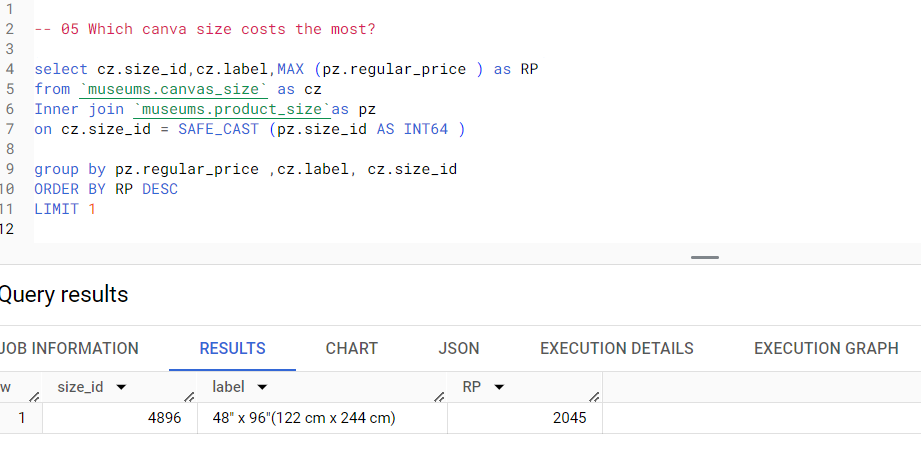 1
2 -- 05 Which canva size costs the most?
3
4 select cz.size_id,cz.label,MAX (pz.regular_price ) as RP
5 from `museums.canvas_size` as cz
6 Inner join `museums.product_size`as pz
7 on cz.size_id = SAFE_CAST (pz.size_id AS INT64 )
8
9 group by pz.regular_price ,cz.label, cz.size_id
10 ORDER BY RP DESC
11 LIMIT 1
12
Query results
JOB INFORMATION RESULTS CHART JSON EXECUTION DETAILS EXECUTION GRAPH
w size_id label RP
1 4896 48" x 96"(122 cm x 244 cm) 2045